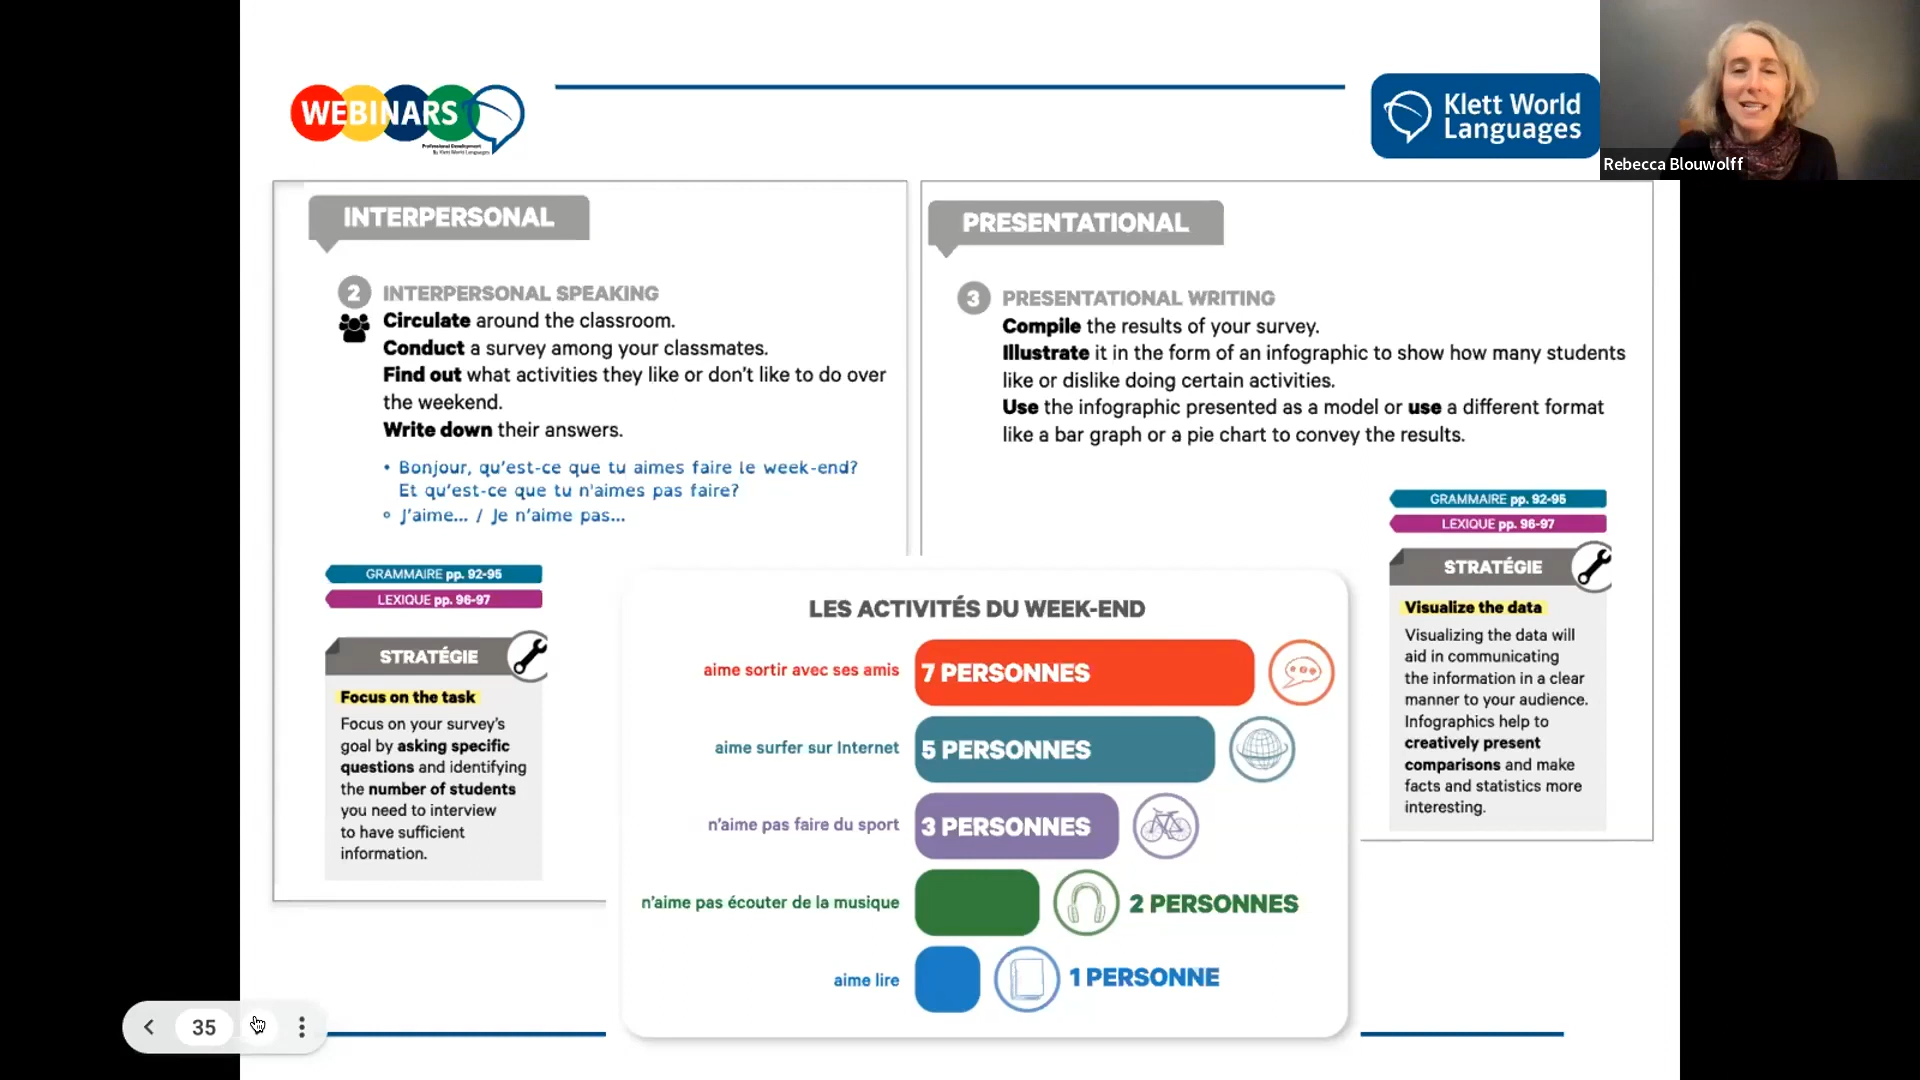 WEBINARS
Professional Development
By Klett World Languages
Klett World
Languages
Rebecca Blouwolff
INTERPERSONAL
2 INTERPERSONAL SPEAKING
Circulate around the classroom.
Conduct a survey among your classmates.
Find out what activities they like or don't like to do over
the weekend.
Write down their answers.
• Bonjour, qu'est-ce que tu aimes faire le week-end?
Et qu'est-ce que tu n'aimes pas faire?
○ J'aime... / Je n'aime pas...
GRAMMAIRE pp. 92-95
LEXIQUE pp. 96-97
STRATÉGIE
Focus on the task
Focus on your survey's
goal by asking specific
questions and identifying
the number of students
you need to interview
to have sufficient
information.
PRESENTATIONAL
3 PRESENTATIONAL WRITING
Compile the results of your survey.
Illustrate it in the form of an infographic to show how many students
like or dislike doing certain activities.
Use the infographic presented as a model or use a different format
like a bar graph or a pie chart to convey the results.
GRAMMAIRE pp. 92-95
LEXIQUE pp. 96-97
STRATÉGIE
Visualize the data
Visualizing the data will
aid in communicating
the information in a clear
manner to your audience.
Infographics help to
creatively present
comparisons and make
facts and statistics more
interesting.
LES ACTIVITÉS DU WEEK-END
aime sortir avec ses amis 7 PERSONNES
aime surfer sur Internet 5 PERSONNES
n'aime pas faire du sport 3 PERSONNES
n'aime pas écouter de la musique 2 PERSONNES
aime lire 1 PERSONNE
35